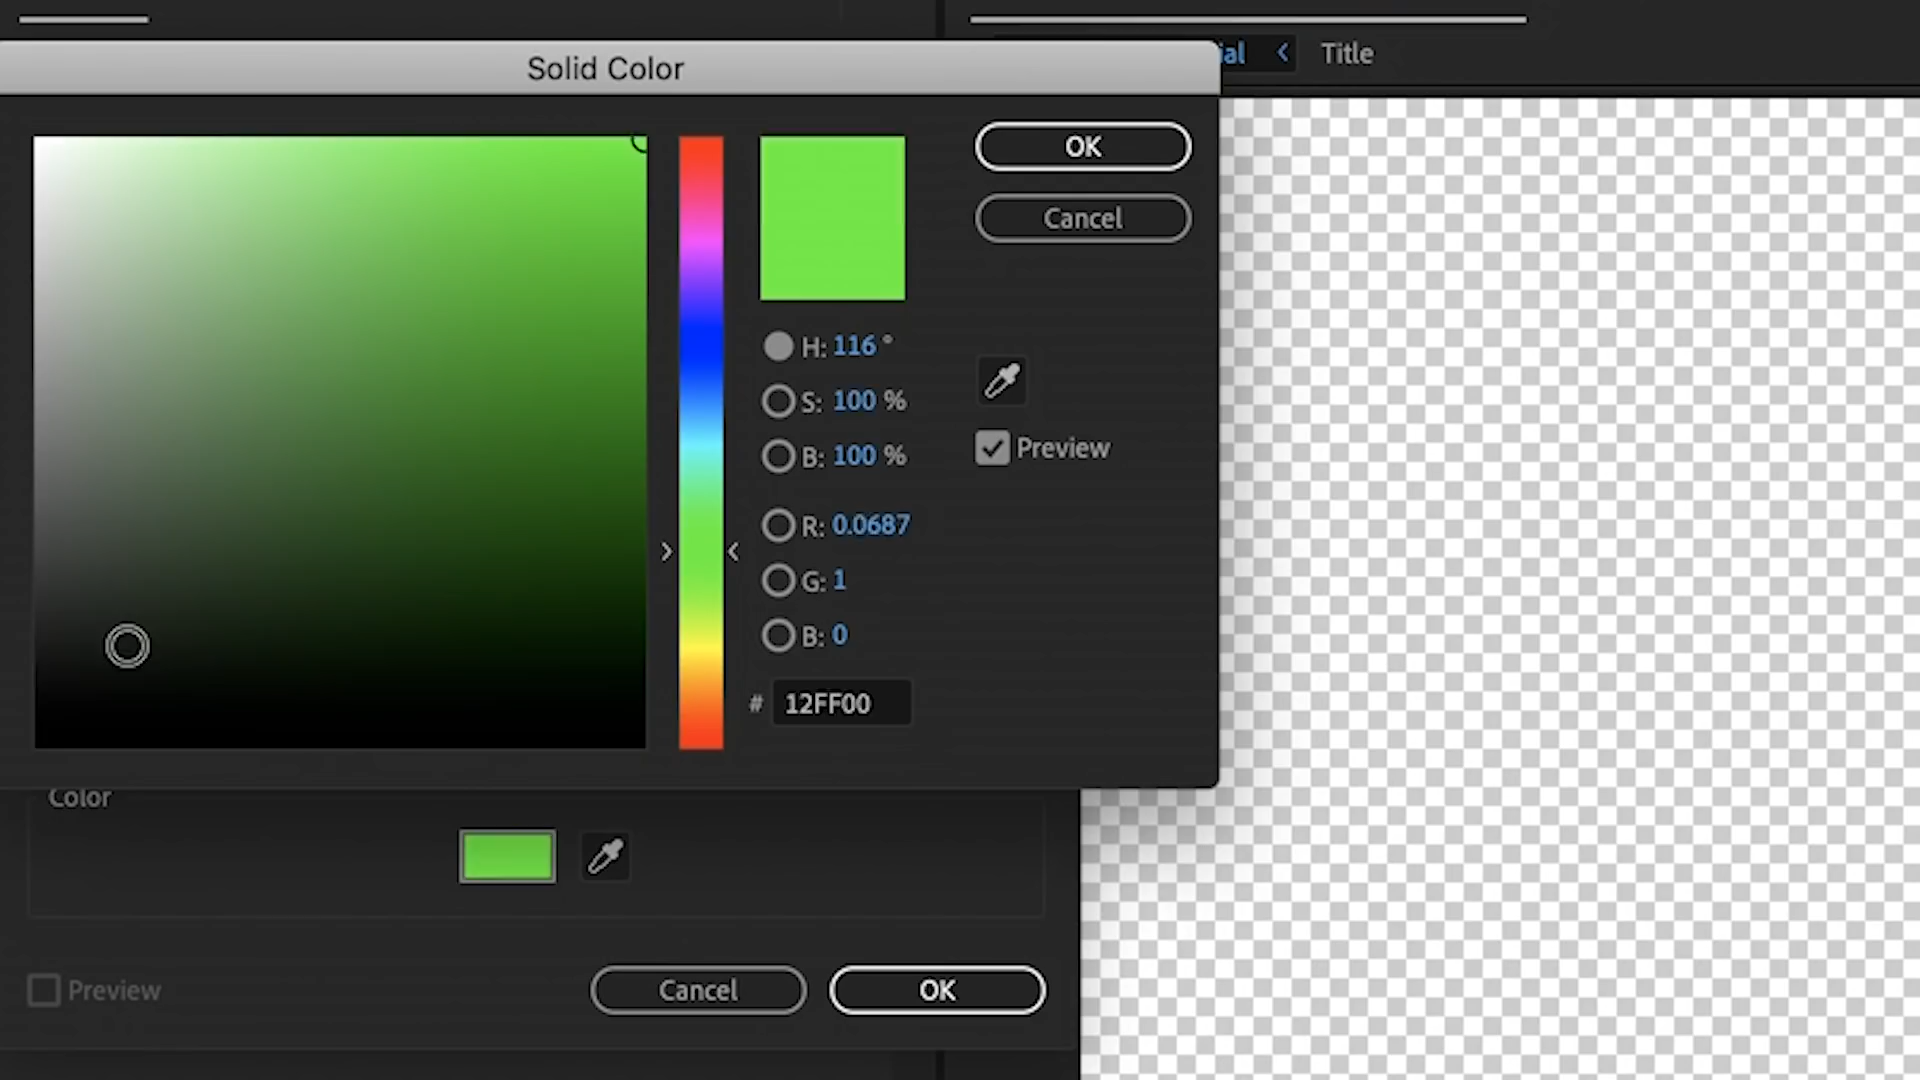 ial ‹ Title
Solid Color
OK
Cancel
H: 116 °
S: 100 %
B: 100 %
Preview
R: 0.0687
G: 1
B: 0
# 12FF00
Color
Preview
Cancel
OK